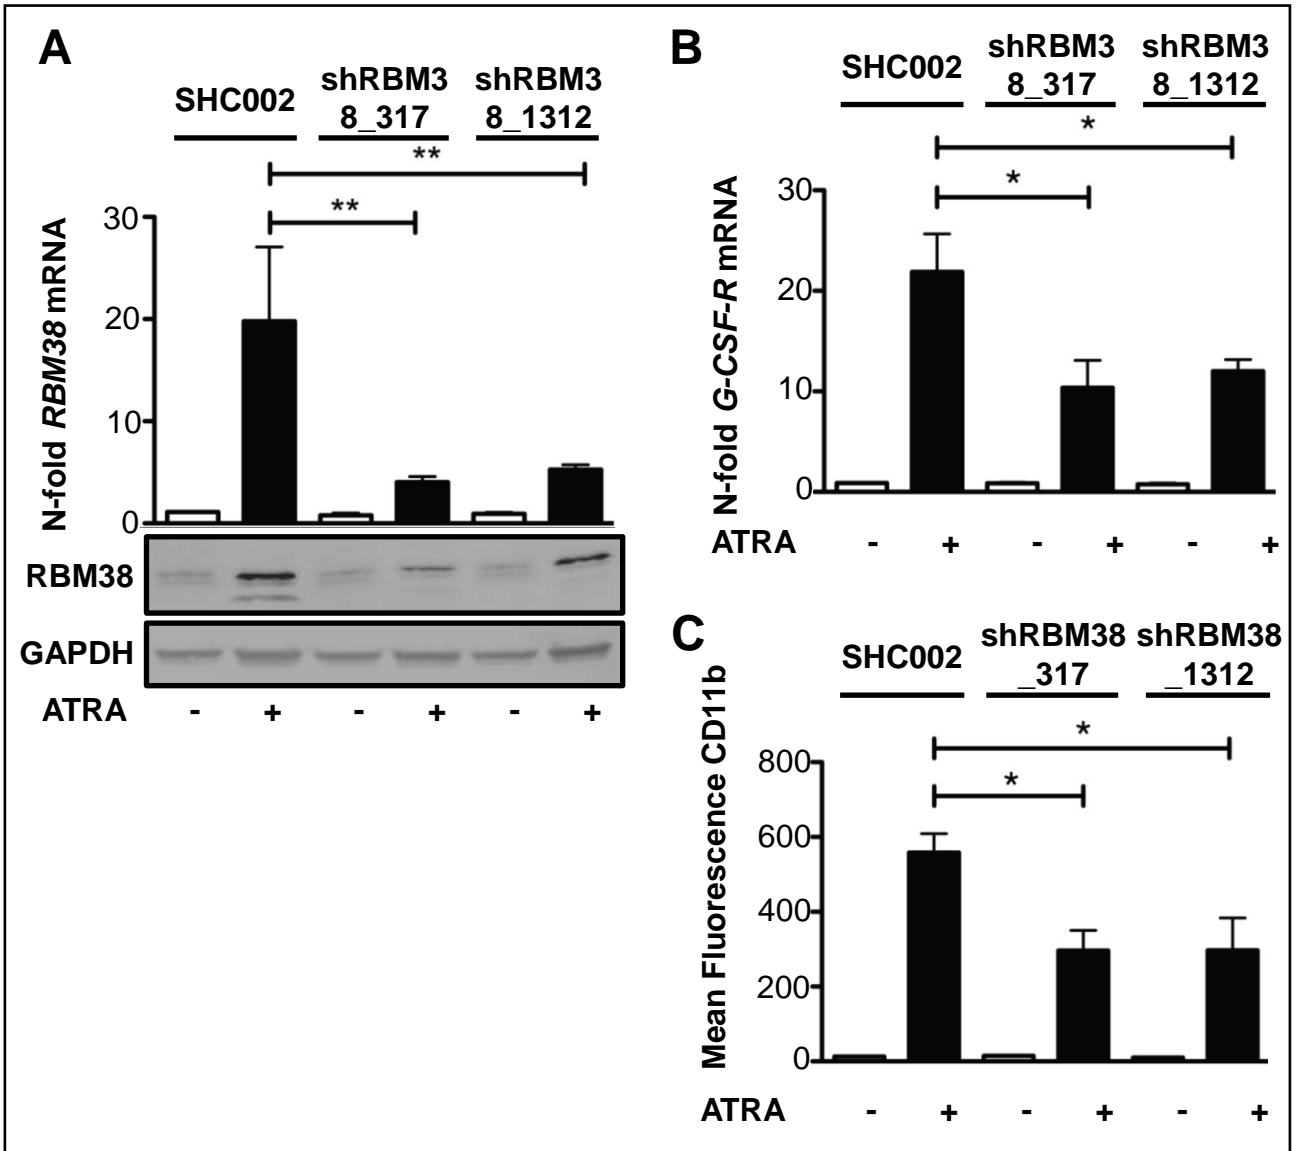 A
SHC002
shRBM3
8_317
shRBM3
8_1312
**
**
N-fold RBM38 mRNA
30
20
10
0
RBM38
GAPDH
ATRA - + - + - +
B
SHC002
shRBM3
8_317
shRBM3
8_1312
*
*
N-fold G-CSF-R mRNA
30
20
10
0
ATRA - + - + - +
C
SHC002
shRBM38
_317
shRBM38
_1312
*
*
Mean Fluorescence CD11b
800
600
400
200
0
ATRA - + - + - +